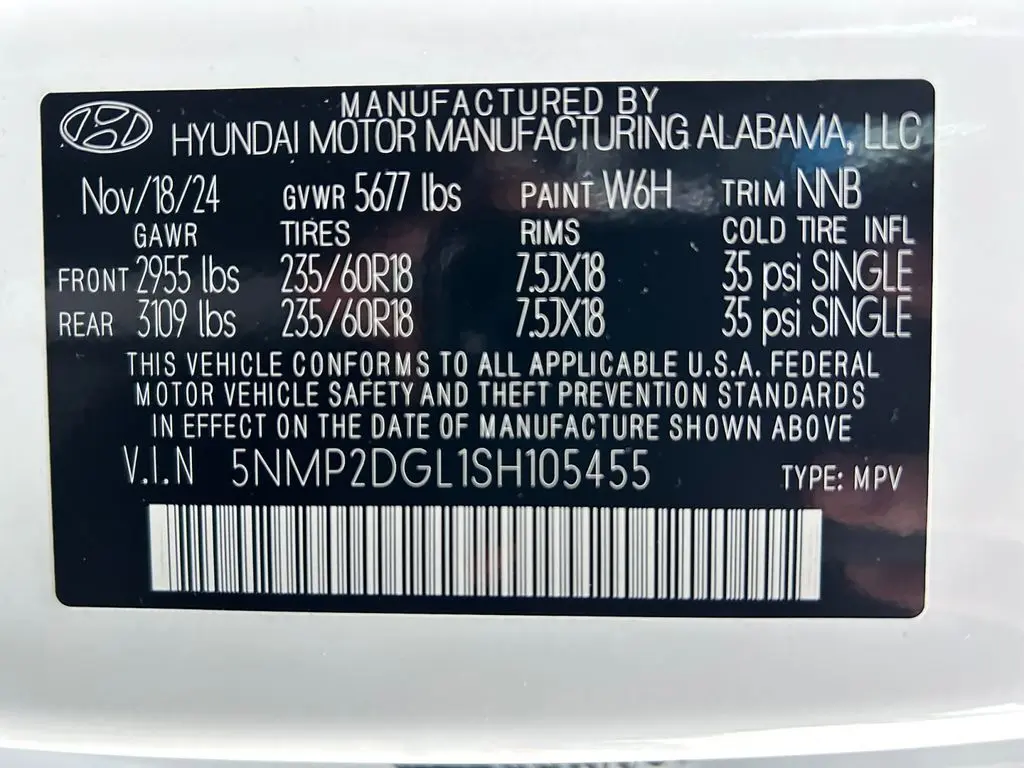 MANUFACTURED BY
HYUNDAI MOTOR MANUFACTURING ALABAMA, LLC
Nov/18/24 GVWR 5677 lbs PAINT W6H TRIM NNB
GAWR TIRES RIMS COLD TIRE INFL
FRONT 2955 lbs 235/60R18 7.5JX18 35 psi SINGLE
REAR 3109 lbs 235/60R18 7.5JX18 35 psi SINGLE
THIS VEHICLE CONFORMS TO ALL APPLICABLE U.S.A. FEDERAL
MOTOR VEHICLE SAFETY AND THEFT PREVENTION STANDARDS
IN EFFECT ON THE DATE OF MANUFACTURE SHOWN ABOVE
V.I.N 5NMP2DGL1SH105455 TYPE: MPV